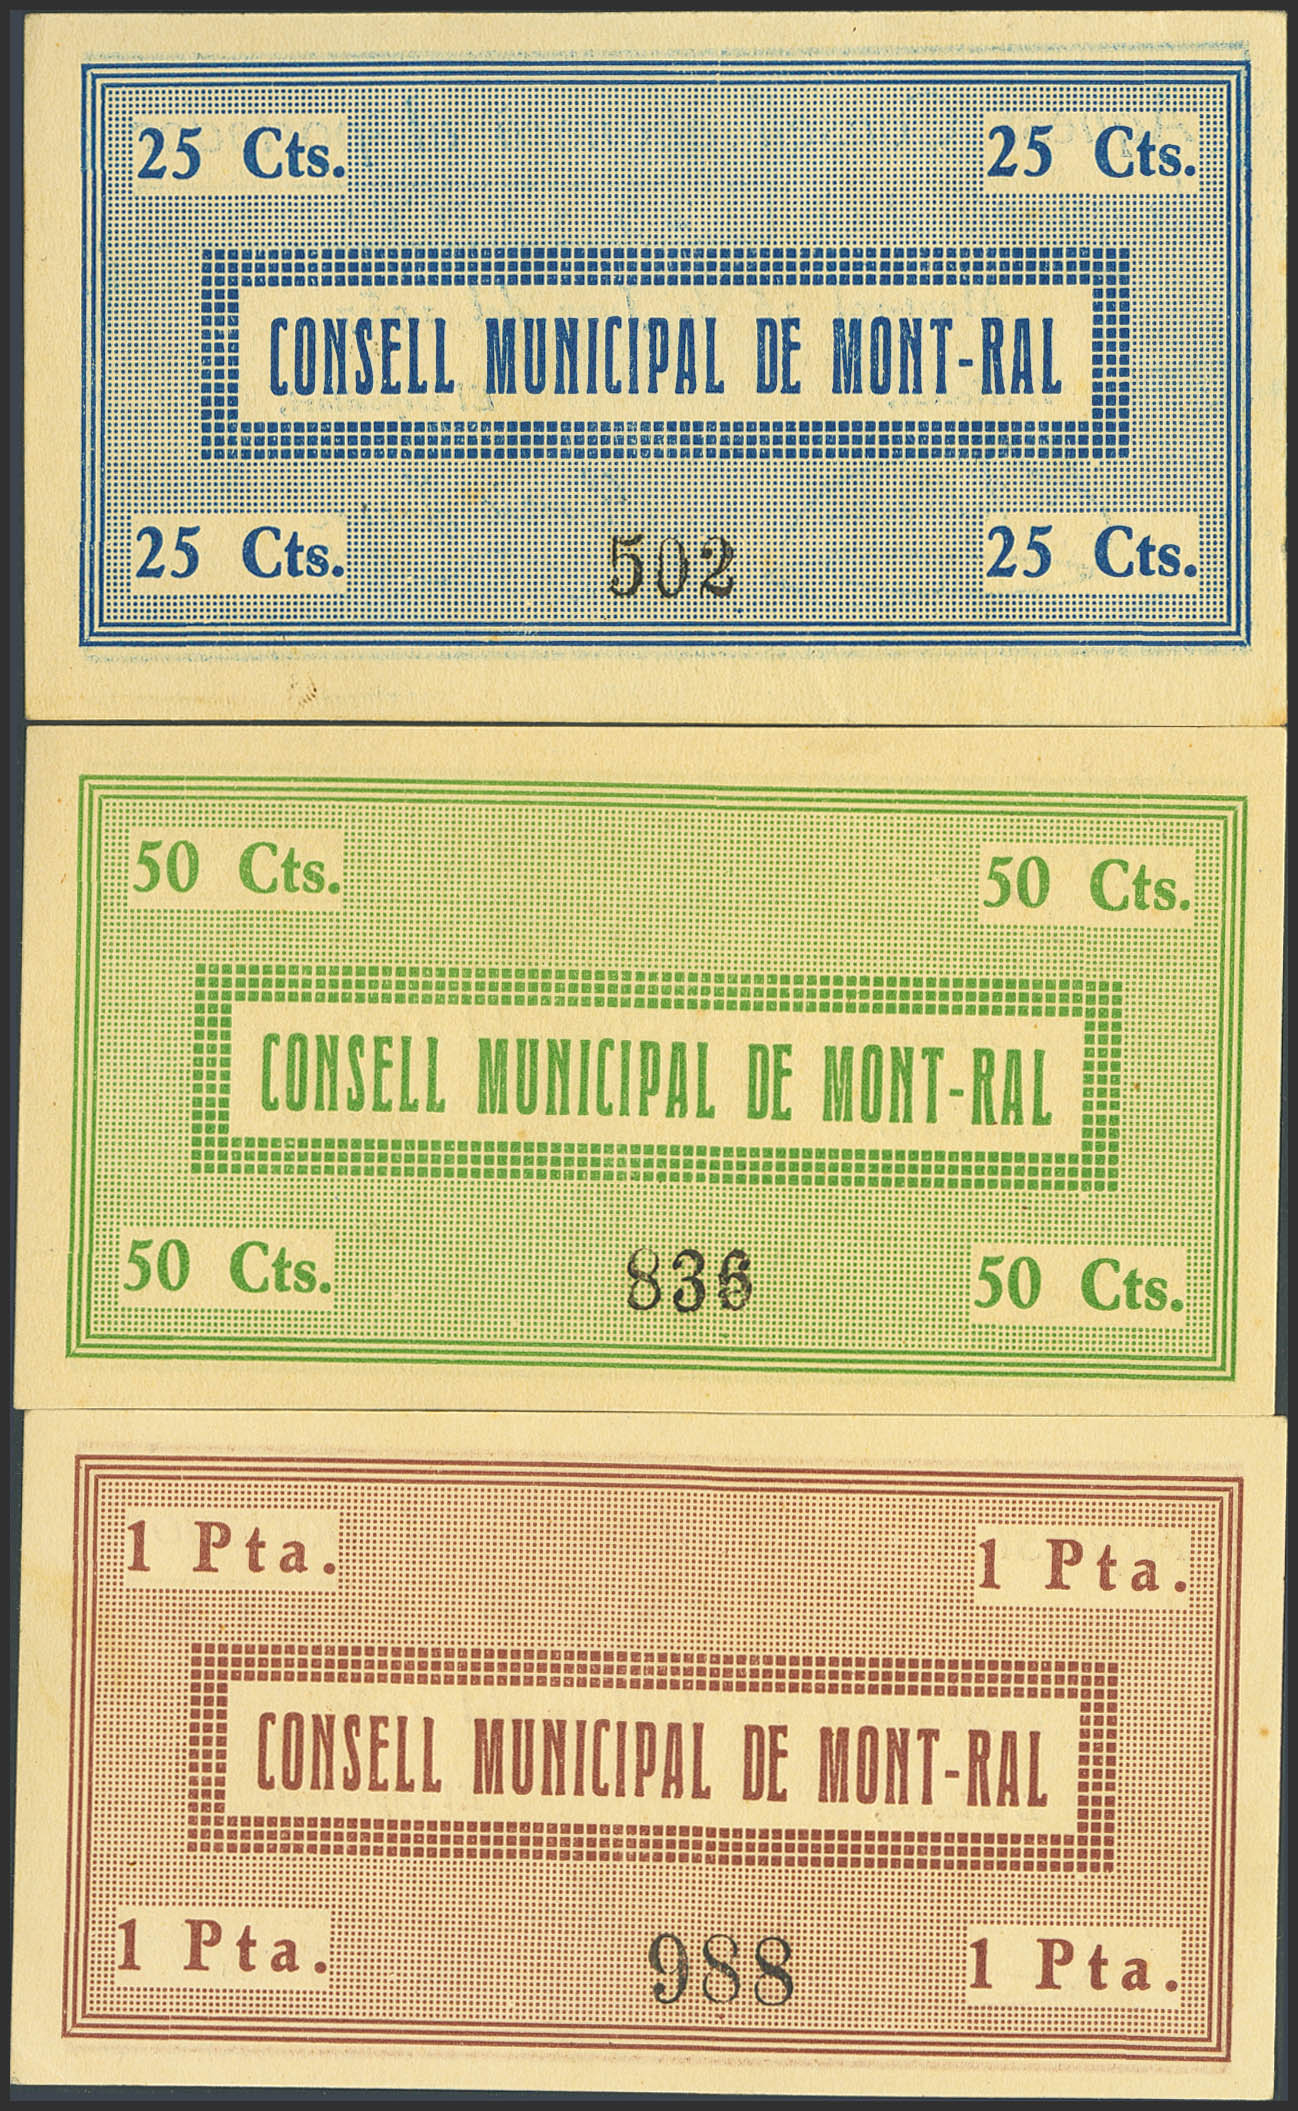 25 Cts. 25 Cts.
CONSELL MUNICIPAL DE MONT-RAL
25 Cts. 502 25 Cts.
50 Cts. 50 Cts.
CONSELL MUNICIPAL DE MONT-RAL
50 Cts. 836 50 Cts.
1 Pta. 1 Pta.
CONSELL MUNICIPAL DE MONT-RAL
1 Pta. 988 1 Pta.